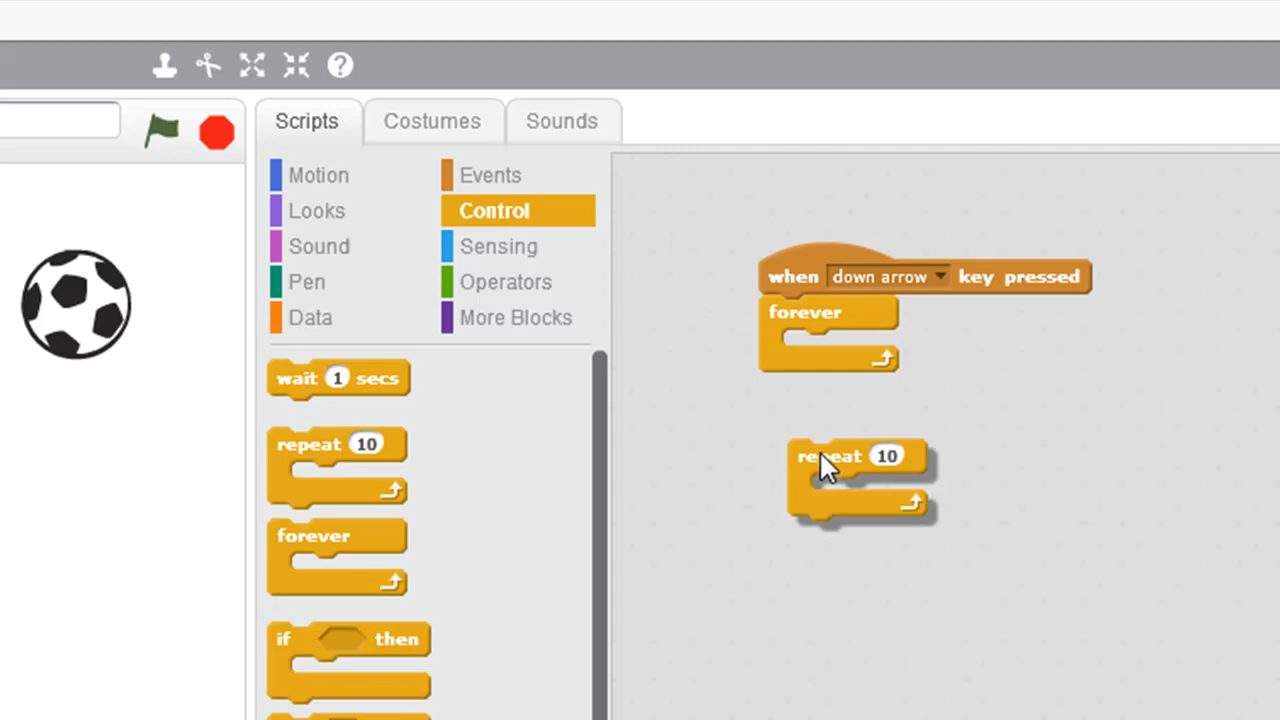 Scripts Costumes Sounds
Motion Events
Looks Control
Sound Sensing
Pen Operators
Data More Blocks
wait 1 secs
repeat 10
forever
if then
when down arrow key pressed
forever
repeat 10